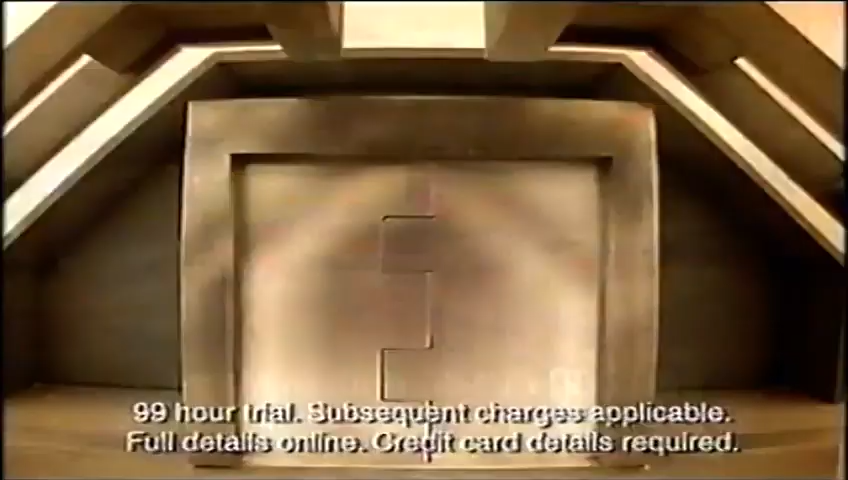 99 hour trial. Subsequent charges applicable.
Full details online. Credit card details required.